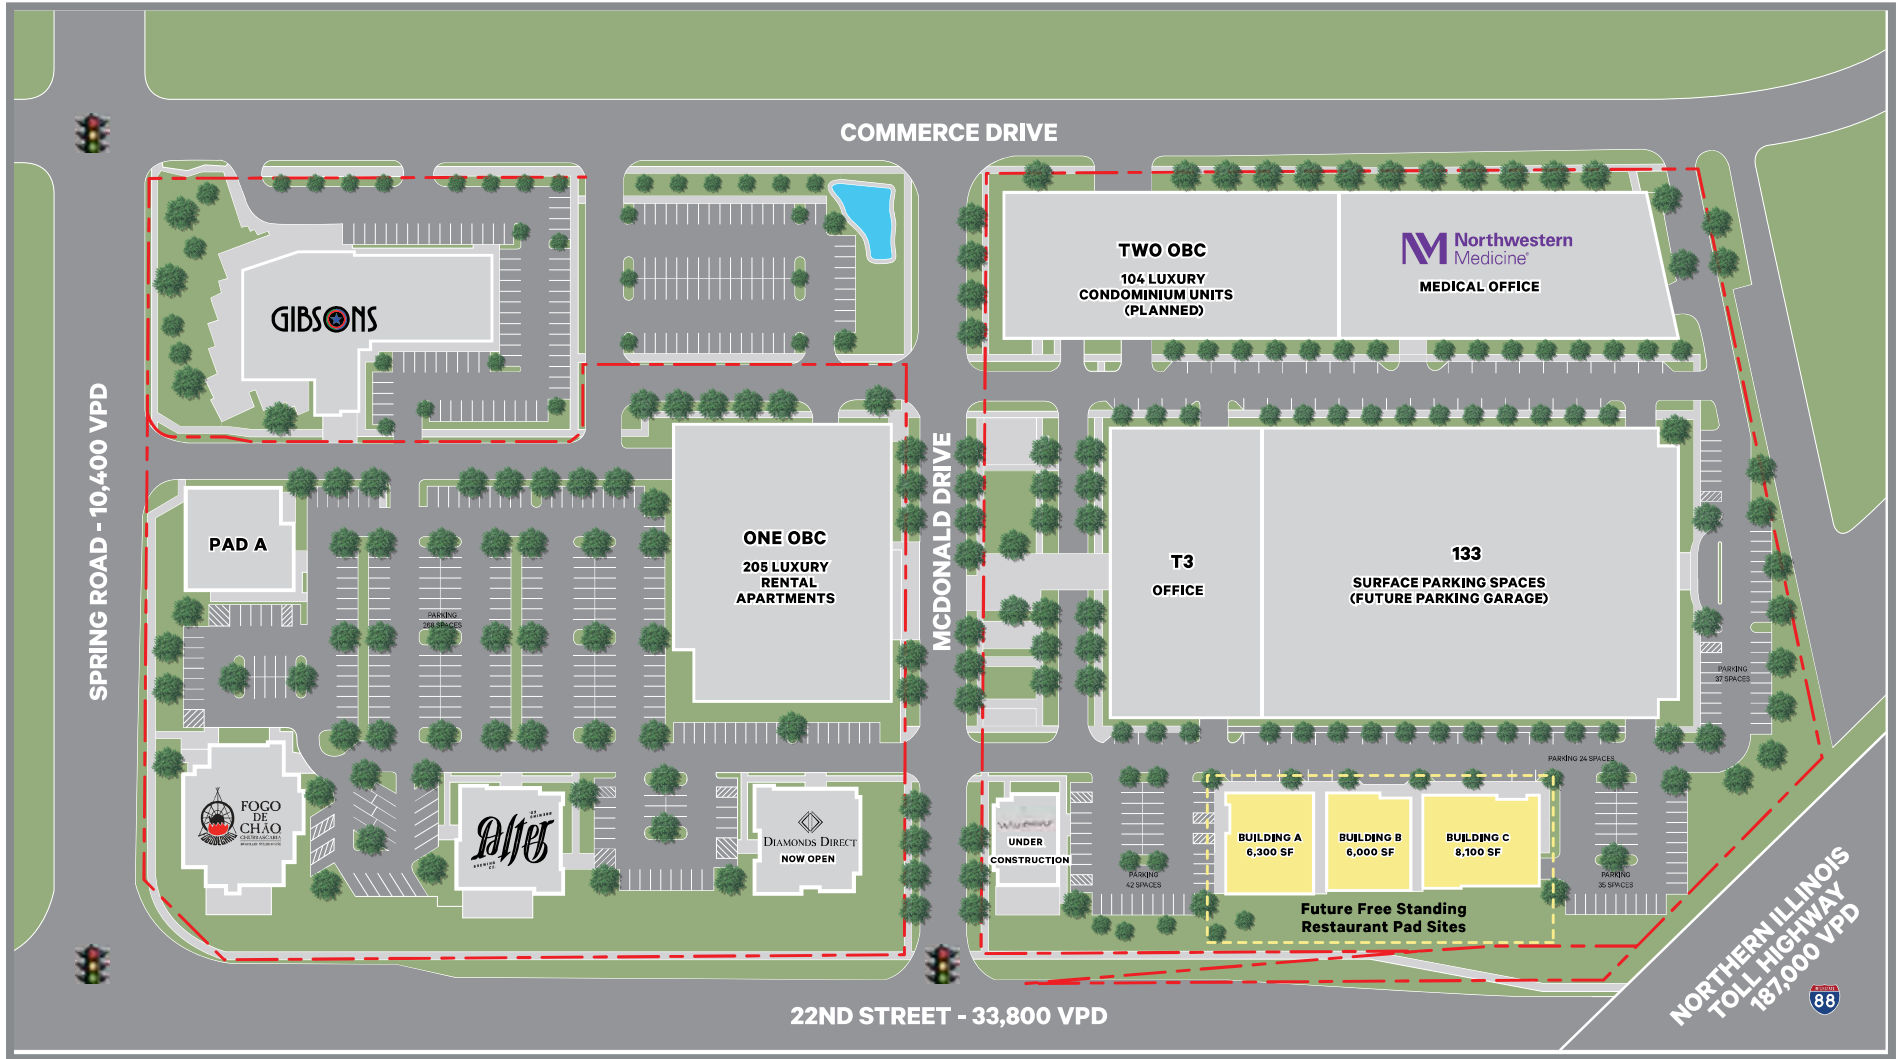 COMMERCE DRIVE
GIBSONS
TWO OBC
104 LUXURY
CONDOMINIUM UNITS
(PLANNED)
Northwestern
Medicine®
MEDICAL OFFICE
SPRING ROAD - 10,400 VPD
PAD A
PARKING
268 SPACES
ONE OBC
205 LUXURY
RENTAL
APARTMENTS
MCDONALD DRIVE
T3
OFFICE
133
SURFACE PARKING SPACES
(FUTURE PARKING GARAGE)
PARKING
37 SPACES
PARKING 24 SPACES
FOGO
DE
CHÃO
Alter
BREWING
CO.
DIAMONDS DIRECT
NOW OPEN
UNDER
CONSTRUCTION
PARKING
42 SPACES
BUILDING A
6,300 SF
BUILDING B
6,000 SF
BUILDING C
8,100 SF
PARKING
35 SPACES
Future Free Standing
Restaurant Pad Sites
22ND STREET - 33,800 VPD
NORTHERN ILLINOIS
TOLL HIGHWAY
187,000 VPD
88